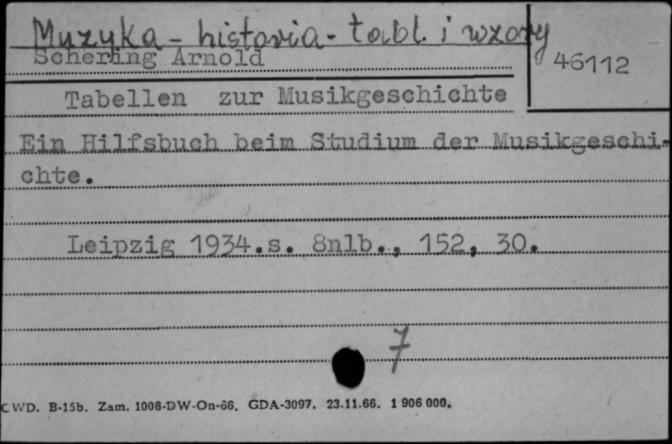 Muzyka - historia - tabl. i wzory
Schering Arnold
46112
Tabellen zur Musikgeschichte
Ein Hilfsbuch beim Studium der Musikgeschi-
chte.
Leipzig 1934.s. 8nlb., 152, 30.
7
CWD. B-15b. Zam. 1008-DW-On-66. GDA-3097. 23.11.66. 1 906 000.